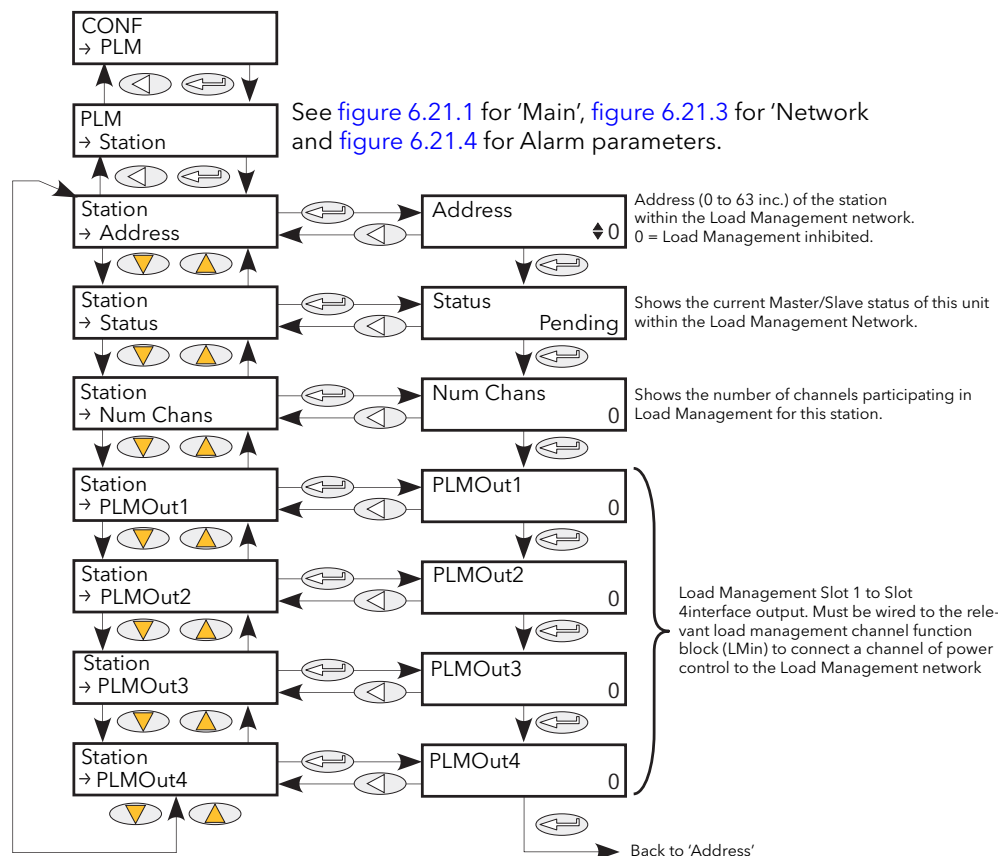 CONF
→ PLM
PLM
→ Station
See figure 6.21.1 for ‘Main’, figure 6.21.3 for ‘Network
and figure 6.21.4 for Alarm parameters.
Station
→ Address
Address
0
Address (0 to 63 inc.) of the station
within the Load Management network.
0 = Load Management inhibited.
Station
→ Status
Status
Pending
Shows the current Master/Slave status of this unit
within the Load Management Network.
Station
→ Num Chans
Num Chans
0
Shows the number of channels participating in
Load Management for this station.
Station
→ PLMOut1
PLMOut1
0
Station
→ PLMOut2
PLMOut2
0
Load Management Slot 1 to Slot
4interface output. Must be wired to the rele-
vant load management channel function
block (LMin) to connect a channel of power
control to the Load Management network
Station
→ PLMOut3
PLMOut3
0
Station
→ PLMOut4
PLMOut4
0
Back to ‘Address’